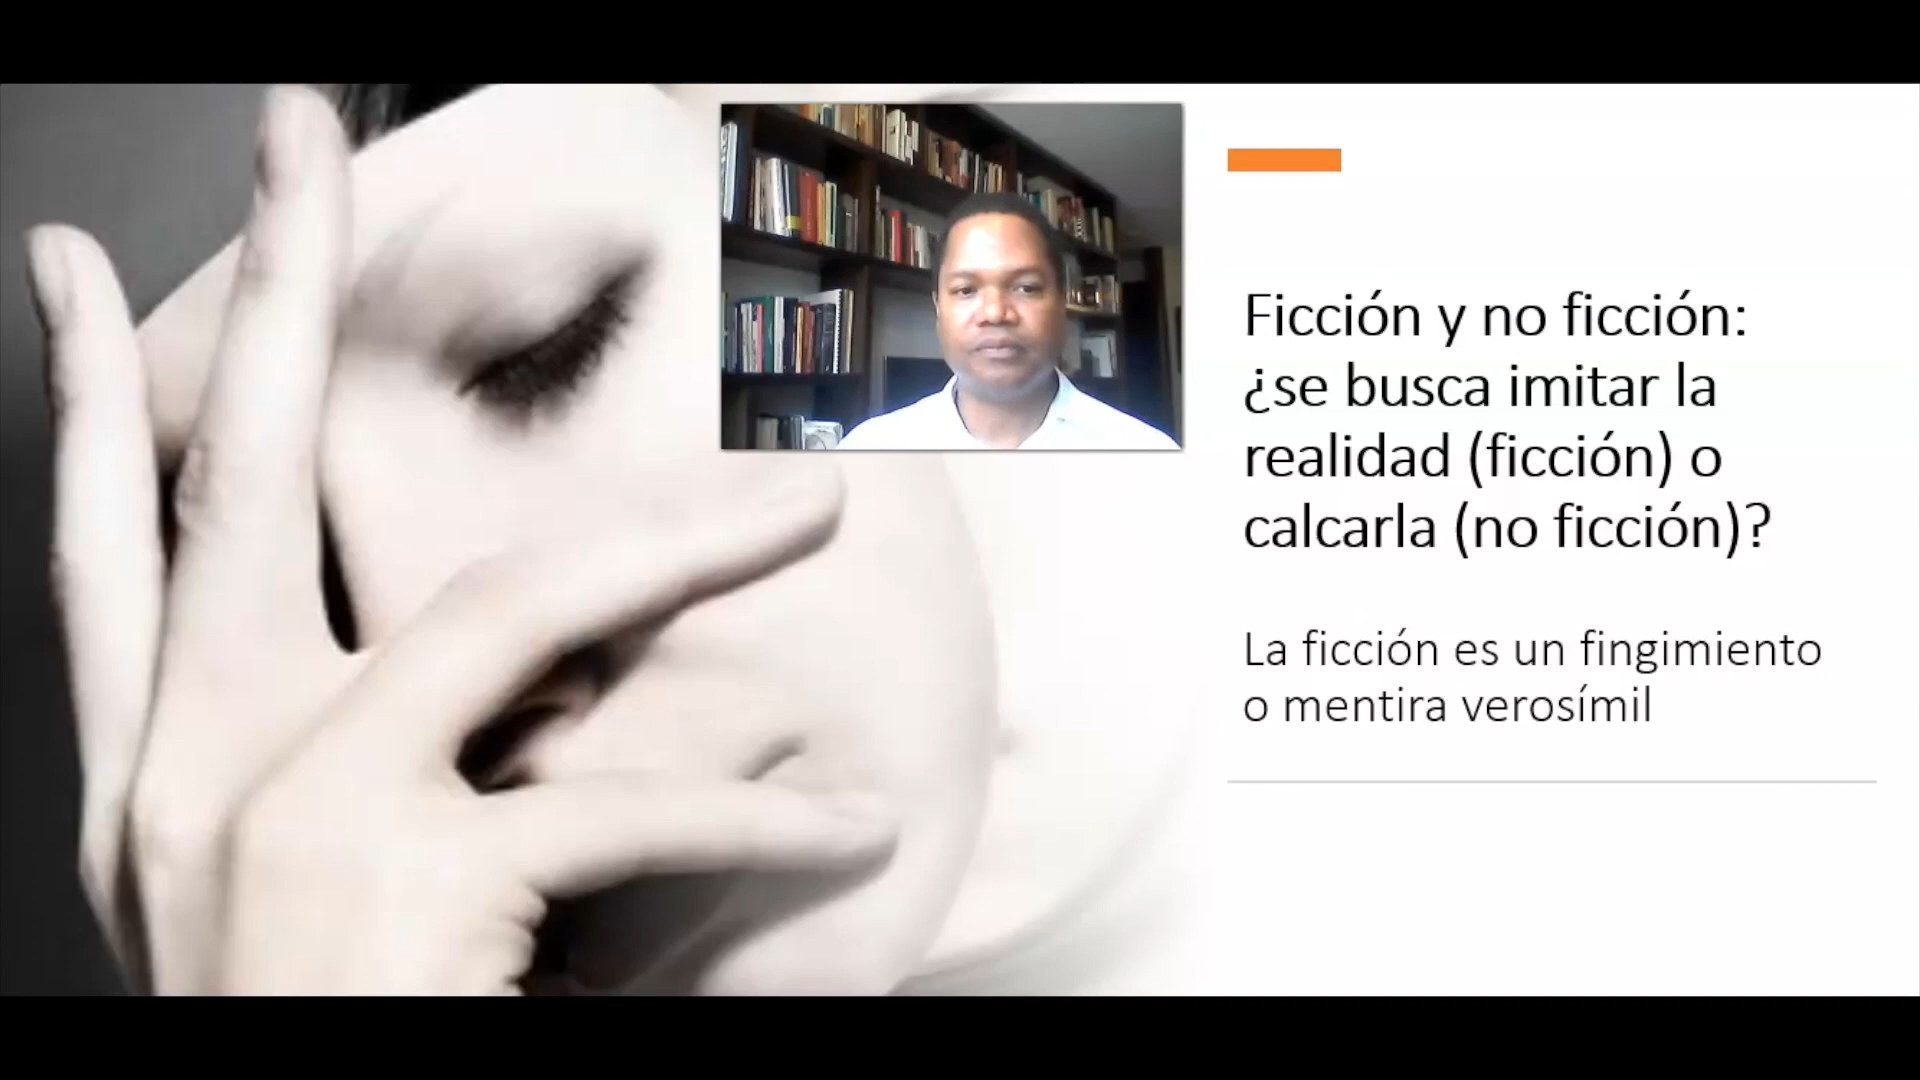 Ficción y no ficción:
¿se busca imitar la
realidad (ficción) o
calcarla (no ficción)?
La ficción es un fingimiento
o mentira verosímil